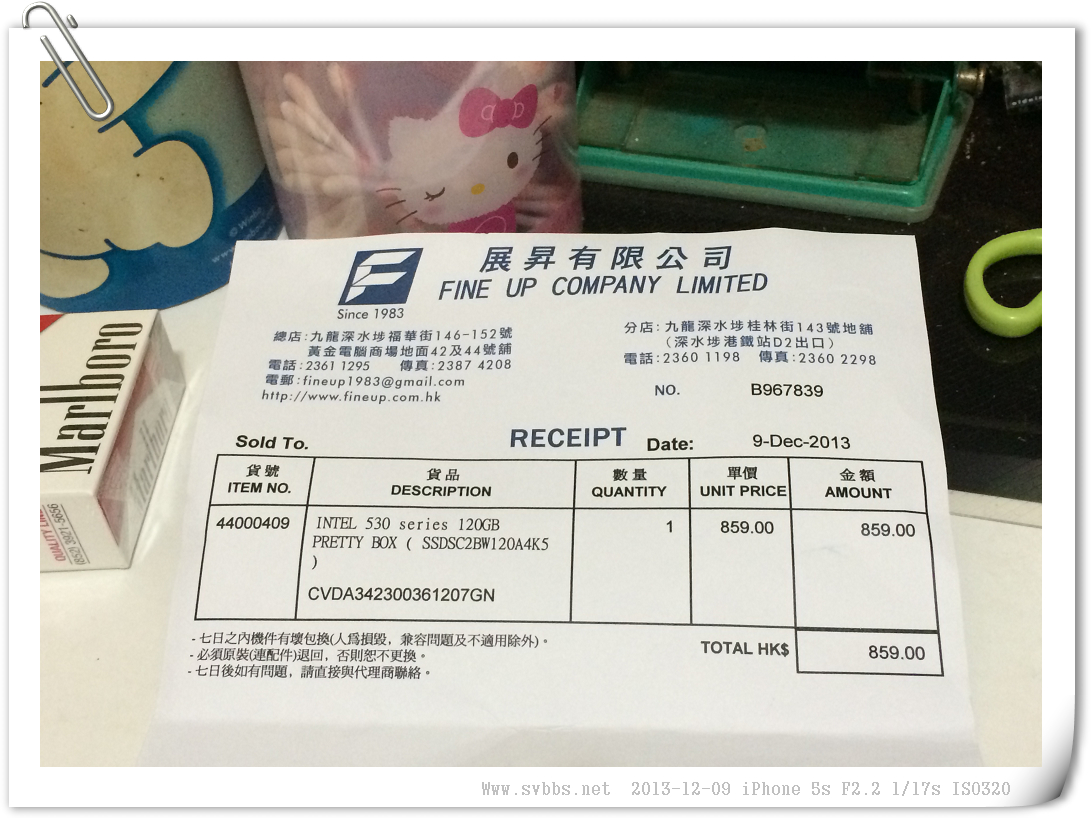 展昇有限公司
FINE UP COMPANY LIMITED
Since 1983
總店:九龍深水埗福華街146-152號
黃金電腦商場地面42及44號舖
電話:2361 1295 傳真:2387 4208
電郵:fineup1983@gmail.com
http://www.fineup.com.hk
分店:九龍深水埗桂林街143號地舖
(深水埗港鐵站D2出口)
電話:2360 1198 傳真:2360 2298
NO. B967839
Sold To. RECEIPT Date: 9-Dec-2013
貨號 貨品 數量 單價 金額
ITEM NO. DESCRIPTION QUANTITY UNIT PRICE AMOUNT
44000409 INTEL 530 series 120GB 1 859.00 859.00
PRETTY BOX ( SSDSC2BW120A4K5
)
CVDA342300361207GN
- 七日之內機件有壞包換(人爲損毀，兼容問題及不適用除外)。
- 必須原裝(連配件)退回，否則恕不更換。
- 七日後如有問題，請直接與代理商聯絡。
TOTAL HK$ 859.00
Marlboro
Marlboro
QUALITY LINE
(852) 3921 5656
Www.svbbs.net 2013-12-09 iPhone 5s F2.2 1/17s ISO320